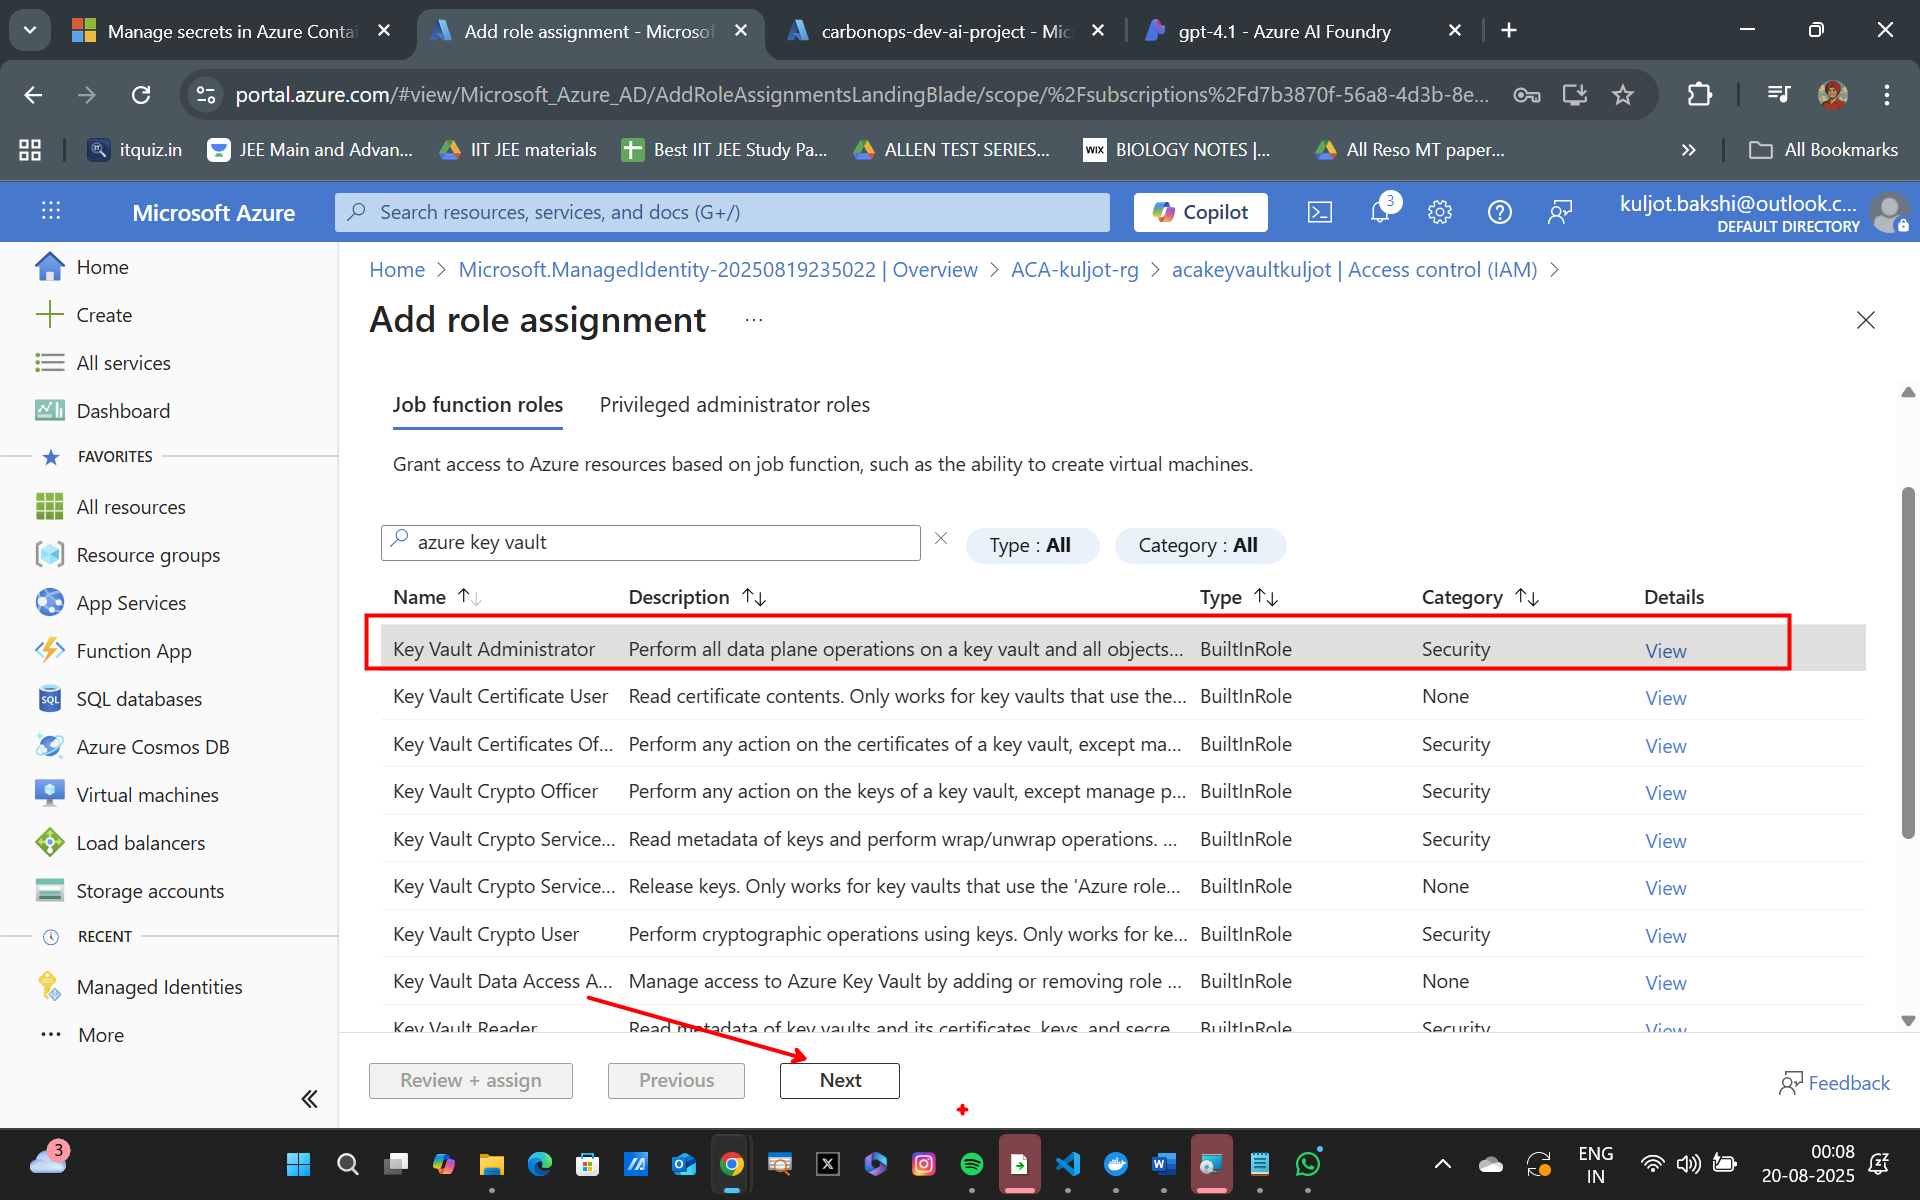 Manage secrets in Azure Contai
Add role assignment - Microsof
carbonops-dev-ai-project - Mic
gpt-4.1 - Azure AI Foundry
portal.azure.com/#view/Microsoft_Azure_AD/AddRoleAssignmentsLandingBlade/scope/%2Fsubscriptions%2Fd7b3870f-56a8-4d3b-8e...
itquiz.in
JEE Main and Advan...
IIT JEE materials
Best IIT JEE Study Pa...
ALLEN TEST SERIES...
WIX
BIOLOGY NOTES |...
All Reso MT paper...
All Bookmarks
Microsoft Azure
Search resources, services, and docs (G+/)
Copilot
3
kuljot.bakshi@outlook.c...
DEFAULT DIRECTORY
Home
Create
All services
Dashboard
FAVORITES
All resources
Resource groups
App Services
Function App
SQL
SQL databases
Azure Cosmos DB
Virtual machines
Load balancers
Storage accounts
RECENT
Managed Identities
More
Home > Microsoft.ManagedIdentity-20250819235022 | Overview > ACA-kuljot-rg > acakeyvaultkuljot | Access control (IAM) >
Add role assignment ...
Job function roles Privileged administrator roles
Grant access to Azure resources based on job function, such as the ability to create virtual machines.
azure key vault
Type : All
Category : All
Name Description Type Category Details
Key Vault Administrator Perform all data plane operations on a key vault and all objects... BuiltInRole Security View
Key Vault Certificate User Read certificate contents. Only works for key vaults that use the... BuiltInRole None View
Key Vault Certificates Of... Perform any action on the certificates of a key vault, except ma... BuiltInRole Security View
Key Vault Crypto Officer Perform any action on the keys of a key vault, except manage p... BuiltInRole Security View
Key Vault Crypto Service... Read metadata of keys and perform wrap/unwrap operations. ... BuiltInRole Security View
Key Vault Crypto Service... Release keys. Only works for key vaults that use the 'Azure role... BuiltInRole None View
Key Vault Crypto User Perform cryptographic operations using keys. Only works for ke... BuiltInRole Security View
Key Vault Data Access A... Manage access to Azure Key Vault by adding or removing role ... BuiltInRole None View
Key Vault Reader Read metadata of key vaults and its certificates, keys, and secre BuiltInRole Security View
Review + assign Previous Next
Feedback
3
ENG
IN
00:08
20-08-2025